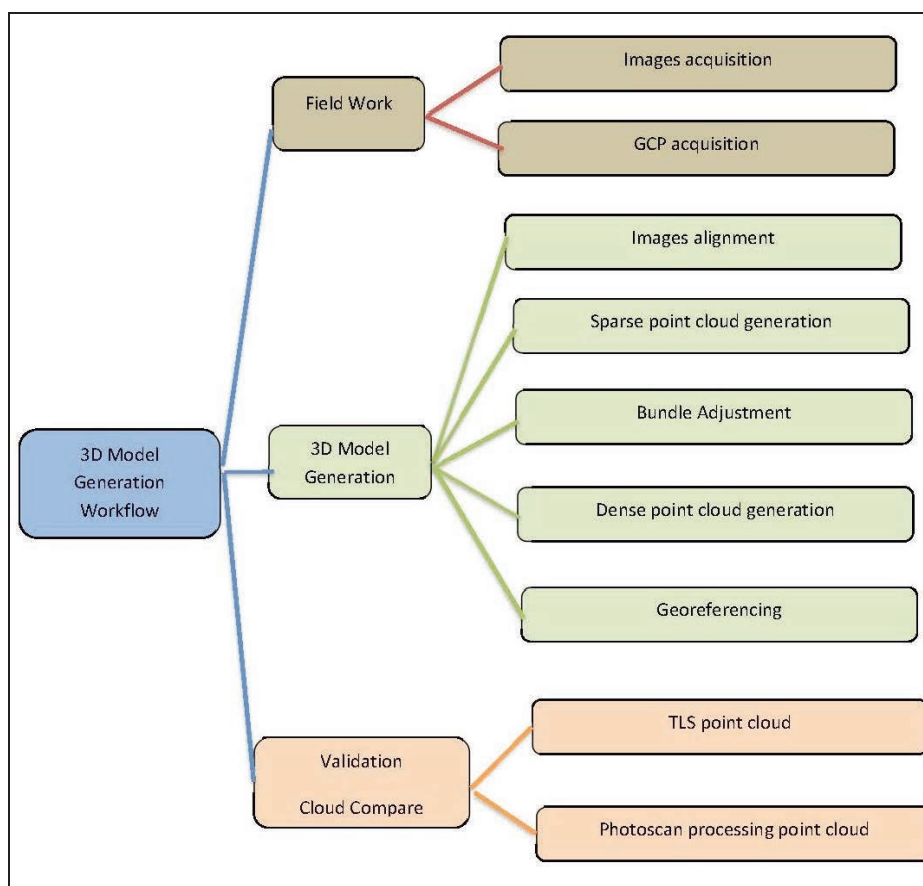 Images acquisition
Field Work
GCP acquisition
Images alignment
Sparse point cloud generation
Bundle Adjustment
3D Model
Generation
Workflow
3D Model
Generation
Dense point cloud generation
Georeferencing
TLS point cloud
Validation
Cloud Compare
Photoscan processing point cloud